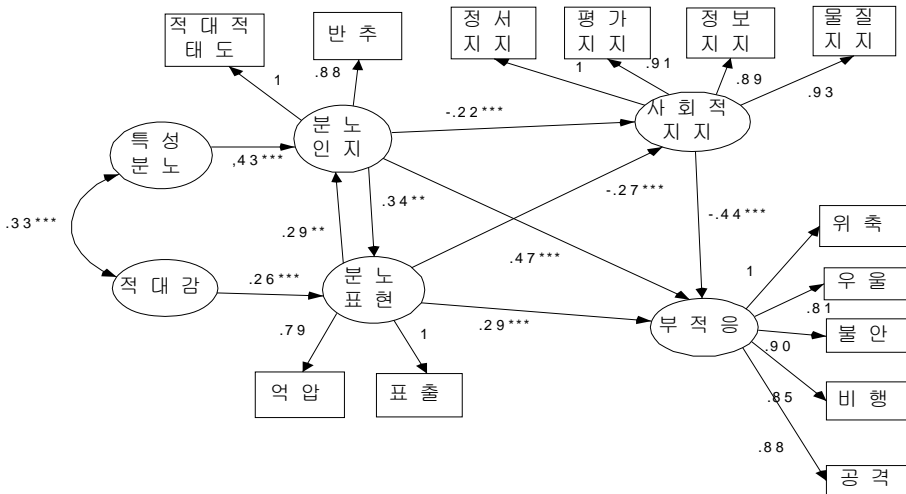 적대적
태도
반추
정서
지지
평가
지지
정보
지지
물질
지지
1
.88
1
.91
.89
.93
특성
분노
분노
인지
사회적
지지
-.22***
,43***
.33***
.34**
.29**
-.27***
-.44***
적대감
.26***
분노
표현
.47***
.29***
부적응
위축
1
우울
.81
불안
.90
비행
.85
공격
.88
.79
1
억압
표출